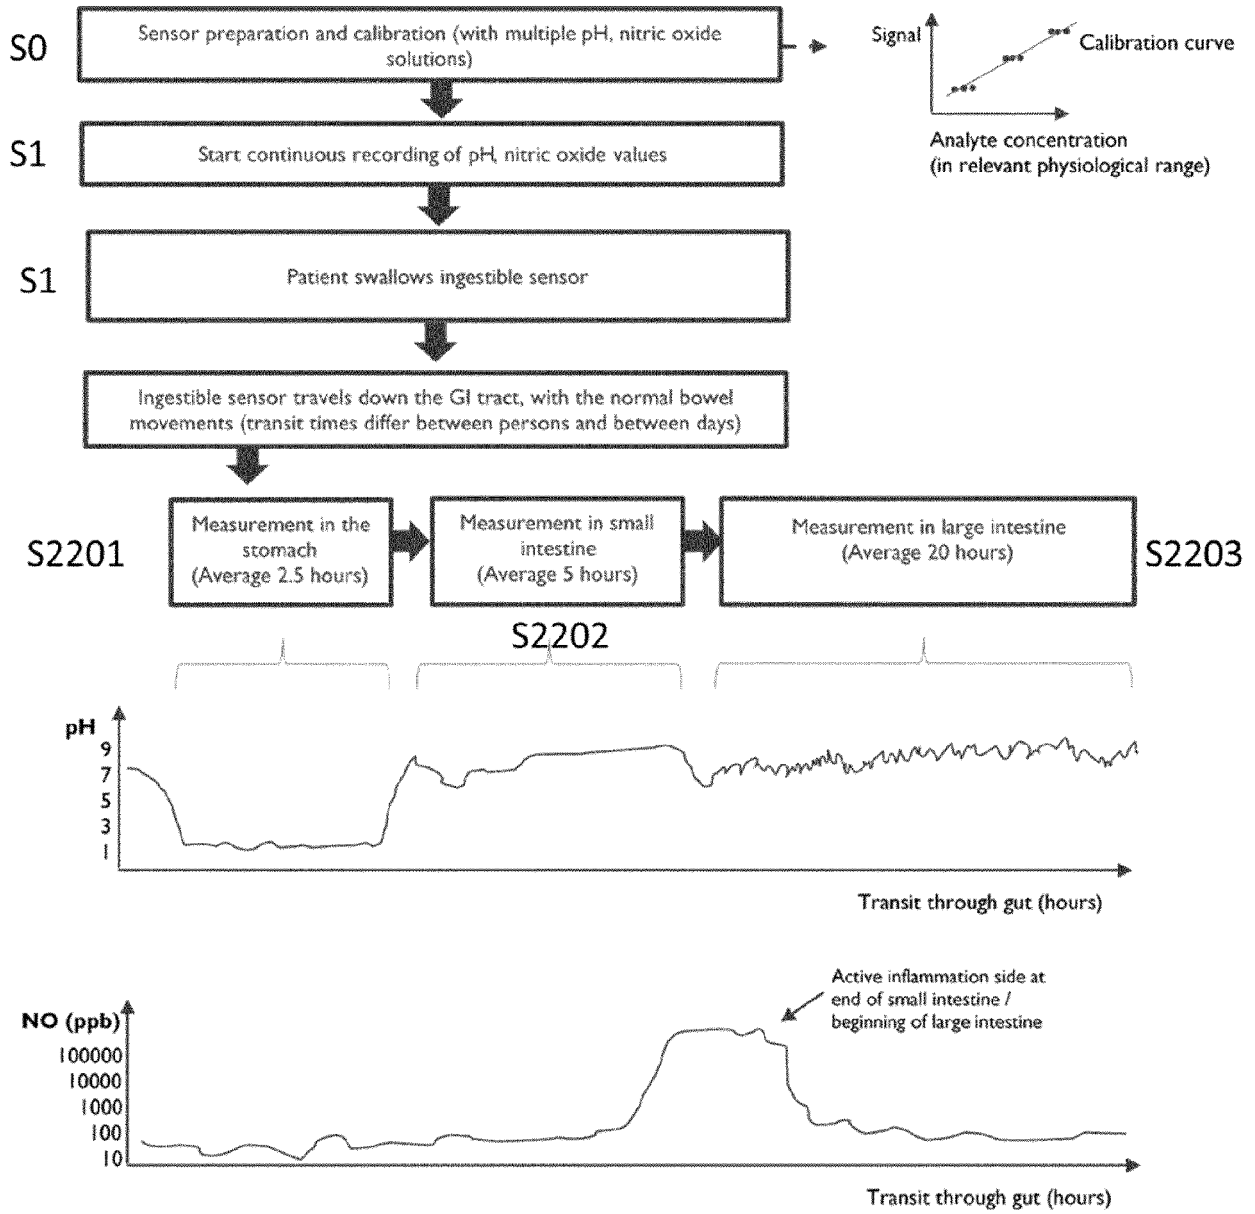 S0
Sensor preparation and calibration (with multiple pH, nitric oxide
solutions)
Signal
Calibration curve
Analyte concentration
(in relevant physiological range)
S1
Start continuous recording of pH, nitric oxide values
S1
Patient swallows ingestible sensor
Ingestible sensor travels down the GI tract, with the normal bowel
movements (transit times differ between persons and between days)
S2201
Measurement in the
stomach
(Average 2.5 hours)
Measurement in small
intestine
(Average 5 hours)
S2202
Measurement in large intestine
(Average 20 hours)
S2203
pH
9
7
5
3
1
Transit through gut (hours)
Active inflammation side at
end of small intestine /
beginning of large intestine
NO (ppb)
100000
10000
1000
100
10
Transit through gut (hours)